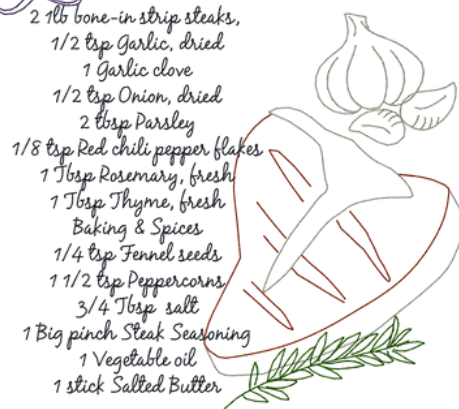 2 1lb bone-in strip steaks,
1/2 tsp Garlic, dried
1 Garlic clove
1/2 tsp Onion, dried
2 tbsp Parsley
1/8 tsp Red chili pepper flakes
1 Tbsp Rosemary, fresh
1 Tbsp Thyme, fresh
Baking & Spices
1/4 tsp Fennel seeds
1 1/2 tsp Peppercorns
3/4 Tbsp salt
1 Big pinch Steak Seasoning
1 Vegetable oil
1 stick Salted Butter